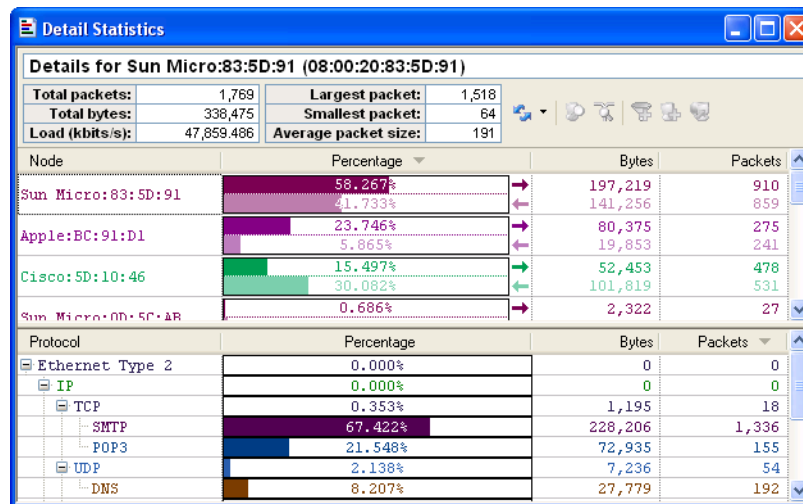 Detail Statistics
Details for Sun Micro:83:5D:91 (08:00:20:83:5D:91)
Total packets: 1,769 Largest packet: 1,518
Total bytes: 338,475 Smallest packet: 64
Load (kbits/s): 47,859.486 Average packet size: 191
Node Percentage Bytes Packets
Sun Micro:83:5D:91 58.267% 197,219 910
41.733% 141,256 859
Apple:BC:91:D1 23.746% 80,375 275
5.865% 19,853 241
Cisco:5D:10:46 15.497% 52,453 478
30.082% 101,819 531
Sun Micro:0D:5C:AB 0.686% 2,322 27
Protocol Percentage Bytes Packets
Ethernet Type 2 0.000% 0 0
IP 0.000% 0 0
TCP 0.353% 1,195 18
SMTP 67.422% 228,206 1,336
POP3 21.548% 72,935 155
UDP 2.138% 7,236 54
DNS 8.207% 27,779 192